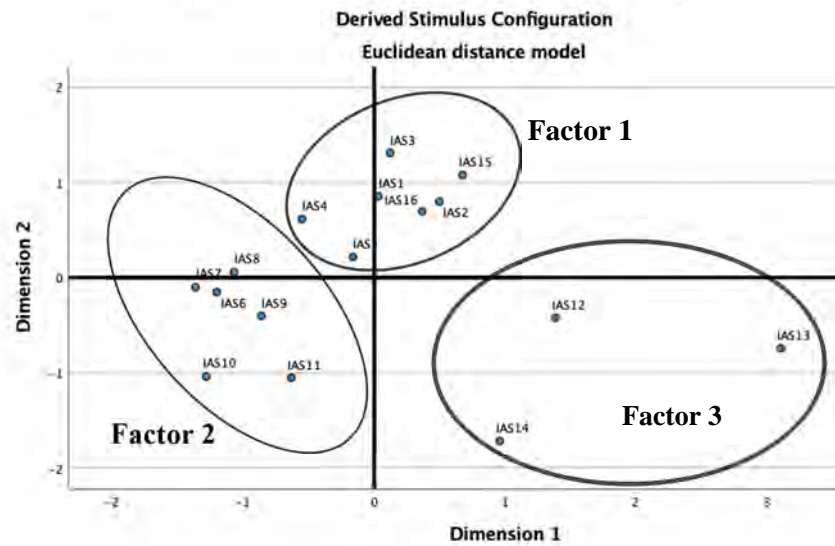 Derived Stimulus Configuration
Euclidean distance model
Factor 1
Factor 2
Factor 3
IAS3
IAS15
IAS1
IAS16
IAS2
IAS4
IAS
IAS8
IAS7
IAS6
IAS9
IAS10
IAS11
IAS12
IAS13
IAS14
Dimension 2
2
1
0
-1
-2
-2
-1
0
1
2
3
Dimension 1